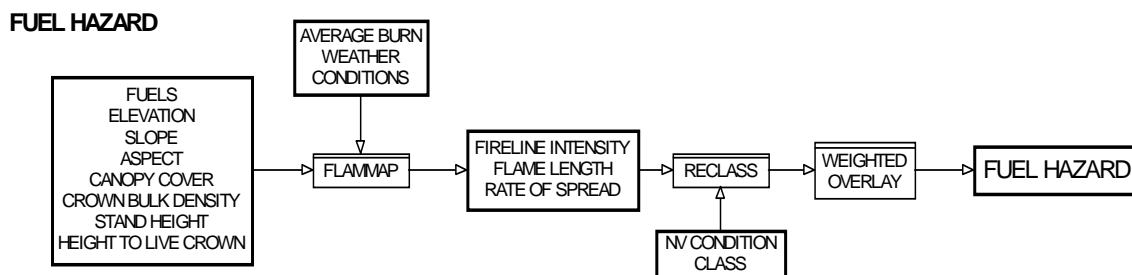 FUEL HAZARD
AVERAGE BURN
WEATHER
CONDITIONS
FUELS
ELEVATION
SLOPE
ASPECT
CANOPY COVER
CROWN BULK DENSITY
STAND HEIGHT
HEIGHT TO LIVE CROWN
FLAMMAP
FIRELINE INTENSITY
FLAME LENGTH
RATE OF SPREAD
RECLASS
NV CONDITION
CLASS
WEIGHTED
OVERLAY
FUEL HAZARD